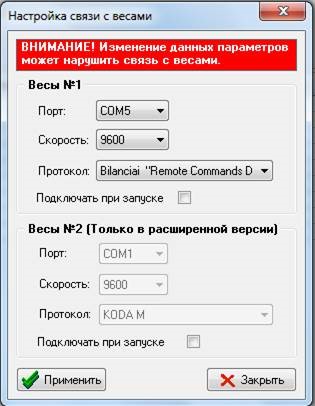 Настройка связи с весами
ВНИМАНИЕ! Изменение данных параметров
может нарушить связь с весами.
Весы №1
Порт: COM5
Скорость: 9600
Протокол: Bilanciai "Remote Commands D
Подключать при запуске
Весы №2 (Только в расширенной версии)
Порт: COM1
Скорость: 9600
Протокол: KODA M
Подключать при запуске
Применить Закрыть